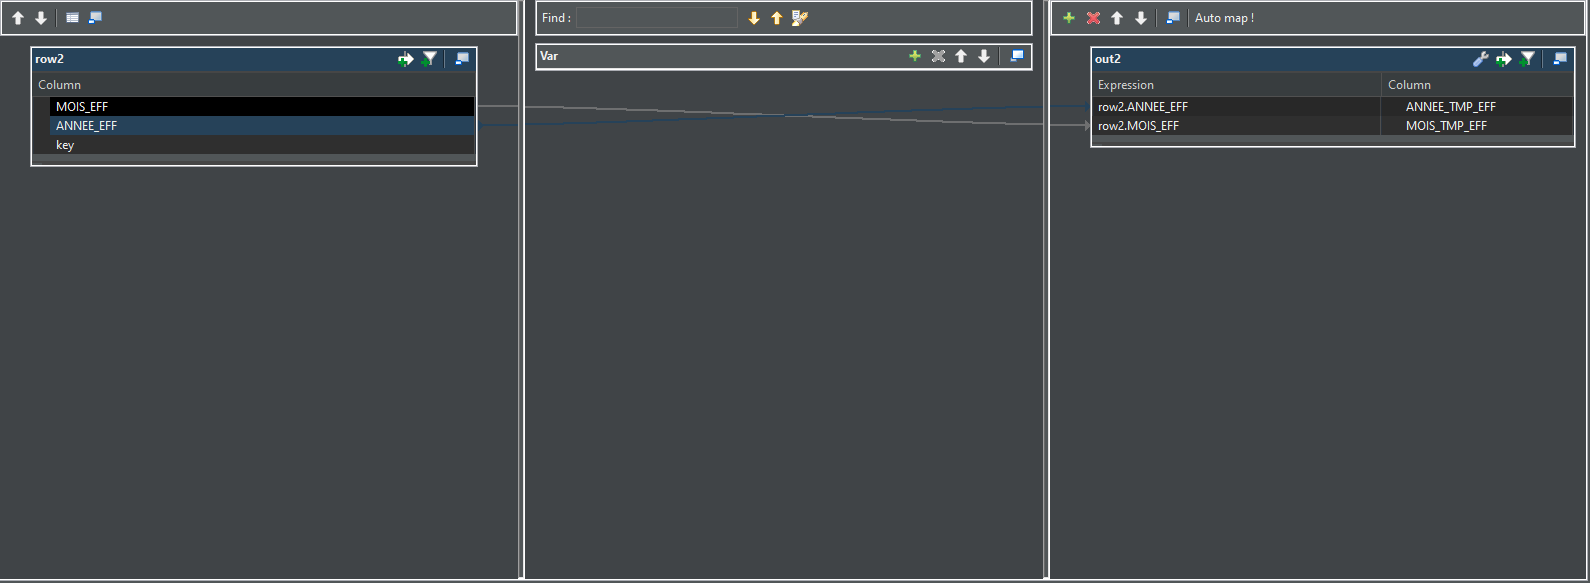 Find :
Auto map !
row2
Column
MOIS_EFF
ANNEE_EFF
key
Var
out2
Expression Column
row2.ANNEE_EFF ANNEE_TMP_EFF
row2.MOIS_EFF MOIS_TMP_EFF